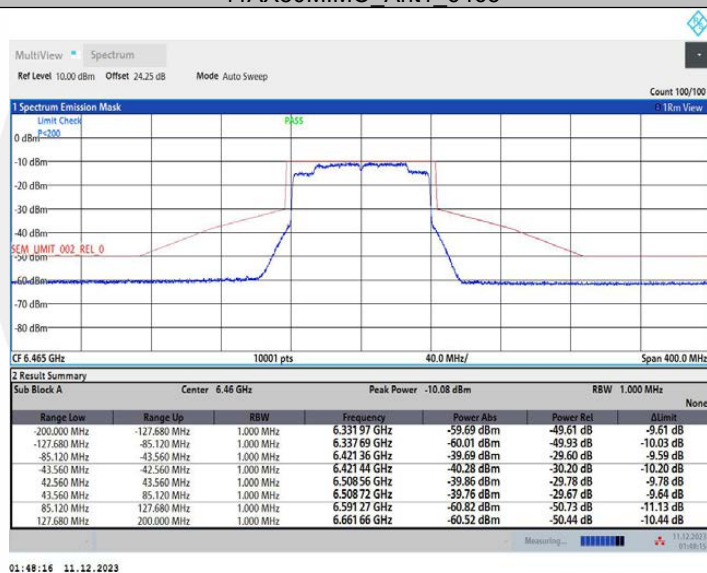 MultiView Spectrum
Ref Level 10.00 dBm Offset 24.25 dB Mode Auto Sweep
Count 100/100
1 Spectrum Emission Mask 1Rm View
Limit Check PASS
P<200
0 dBm
-10 dBm
-20 dBm
-30 dBm
-40 dBm
SEM_LIMIT_002_REL_0
-50 dBm
-60 dBm
-70 dBm
-80 dBm
CF 6.465 GHz 10001 pts 40.0 MHz/ Span 400.0 MHz
2 Result Summary
Sub Block A Center 6.46 GHz Peak Power -10.08 dBm RBW 1.000 MHz
None
Range Low Range Up RBW Frequency Power Abs Power Rel ΔLimit
-200.000 MHz -127.680 MHz 1.000 MHz 6.331 97 GHz -59.69 dBm -49.61 dB -9.61 dB
-127.680 MHz -85.120 MHz 1.000 MHz 6.337 69 GHz -60.01 dBm -49.93 dB -10.03 dB
-85.120 MHz -43.560 MHz 1.000 MHz 6.421 36 GHz -39.69 dBm -29.60 dB -9.59 dB
-43.560 MHz -42.560 MHz 1.000 MHz 6.421 44 GHz -40.28 dBm -30.20 dB -10.20 dB
42.560 MHz 43.560 MHz 1.000 MHz 6.508 56 GHz -39.86 dBm -29.78 dB -9.78 dB
43.560 MHz 85.120 MHz 1.000 MHz 6.508 72 GHz -39.76 dBm -29.67 dB -9.64 dB
85.120 MHz 127.680 MHz 1.000 MHz 6.591 27 GHz -60.82 dBm -50.73 dB -11.13 dB
127.680 MHz 200.000 MHz 1.000 MHz 6.661 66 GHz -60.52 dBm -50.44 dB -10.44 dB
Measuring... 11.12.2023
01:48:15
01:48:16 11.12.2023